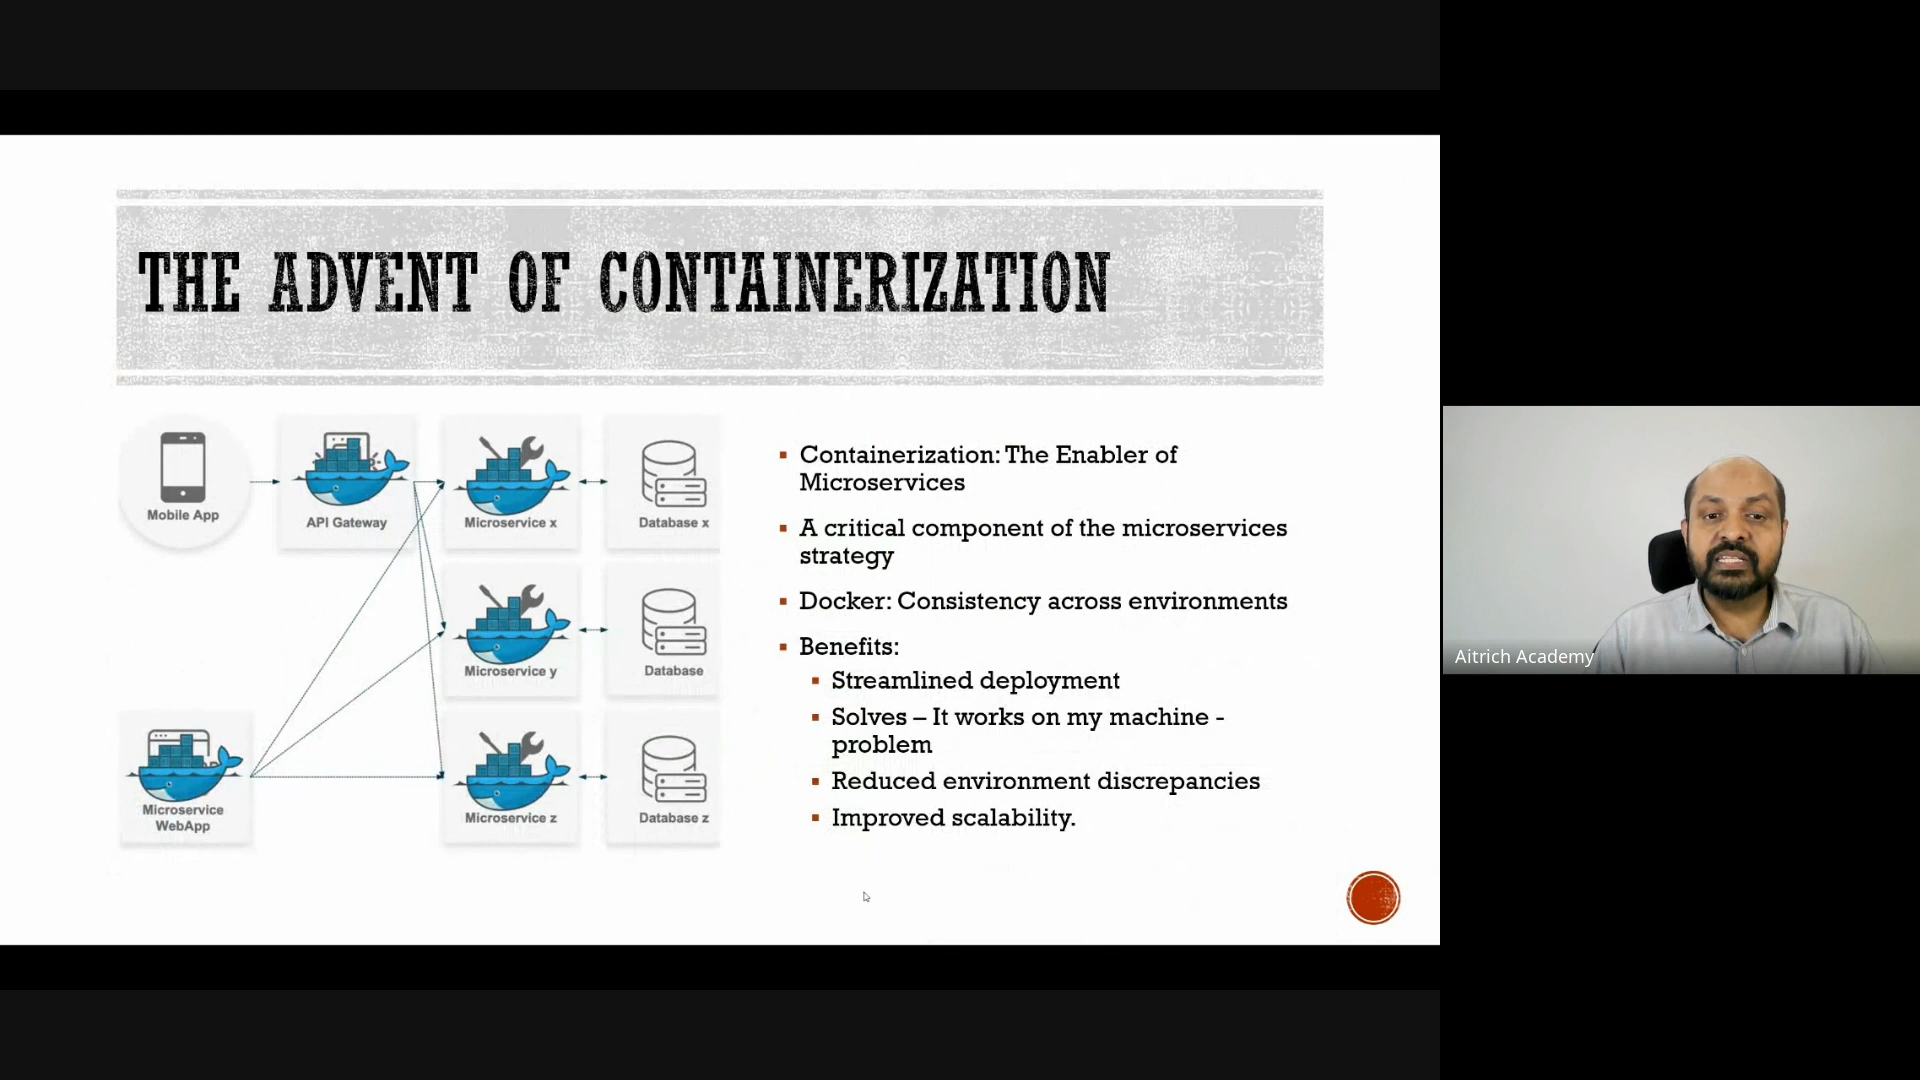 THE ADVENT OF CONTAINERIZATION
Mobile App
API Gateway
Microservice x
Database x
Microservice y
Database
Microservice
WebApp
Microservice z
Database z
▪ Containerization: The Enabler of
Microservices
▪ A critical component of the microservices
strategy
▪ Docker: Consistency across environments
▪ Benefits:
▪ Streamlined deployment
▪ Solves – It works on my machine -
problem
▪ Reduced environment discrepancies
▪ Improved scalability.
Aitrich Academy